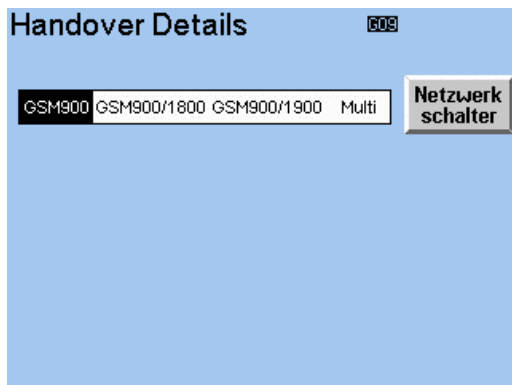 Handover Details
G09
GSM900 GSM900/1800 GSM900/1900 Multi
Netzwerk
schalter